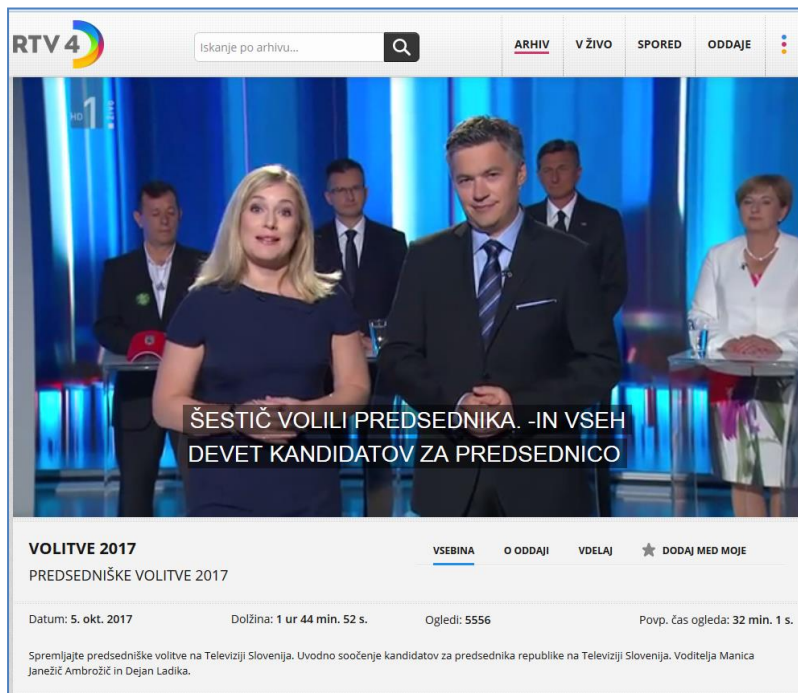 RTV 4
Iskanje po arhivu...
ARHIV
V ŽIVO
SPORED
ODDAJE
HD 1
ŠESTIČ VOLILI PREDSEDNIKA. -IN VSEH
DEVET KANDIDATOV ZA PREDSEDNICO
VOLITVE 2017
VSEBINA
O ODDAJI
VDELAJ
DODAJ MED MOJE
PREDSEDNIŠKE VOLITVE 2017
Datum: 5. okt. 2017
Dolžina: 1 ur 44 min. 52 s.
Ogledi: 5556
Povp. čas ogleda: 32 min. 1 s.
Spremljajte predsedniške volitve na Televiziji Slovenija. Uvodno soočenje kandidatov za predsednika republike na Televiziji Slovenija. Voditelja Manica
Janežič Ambrožič in Dejan Ladika.